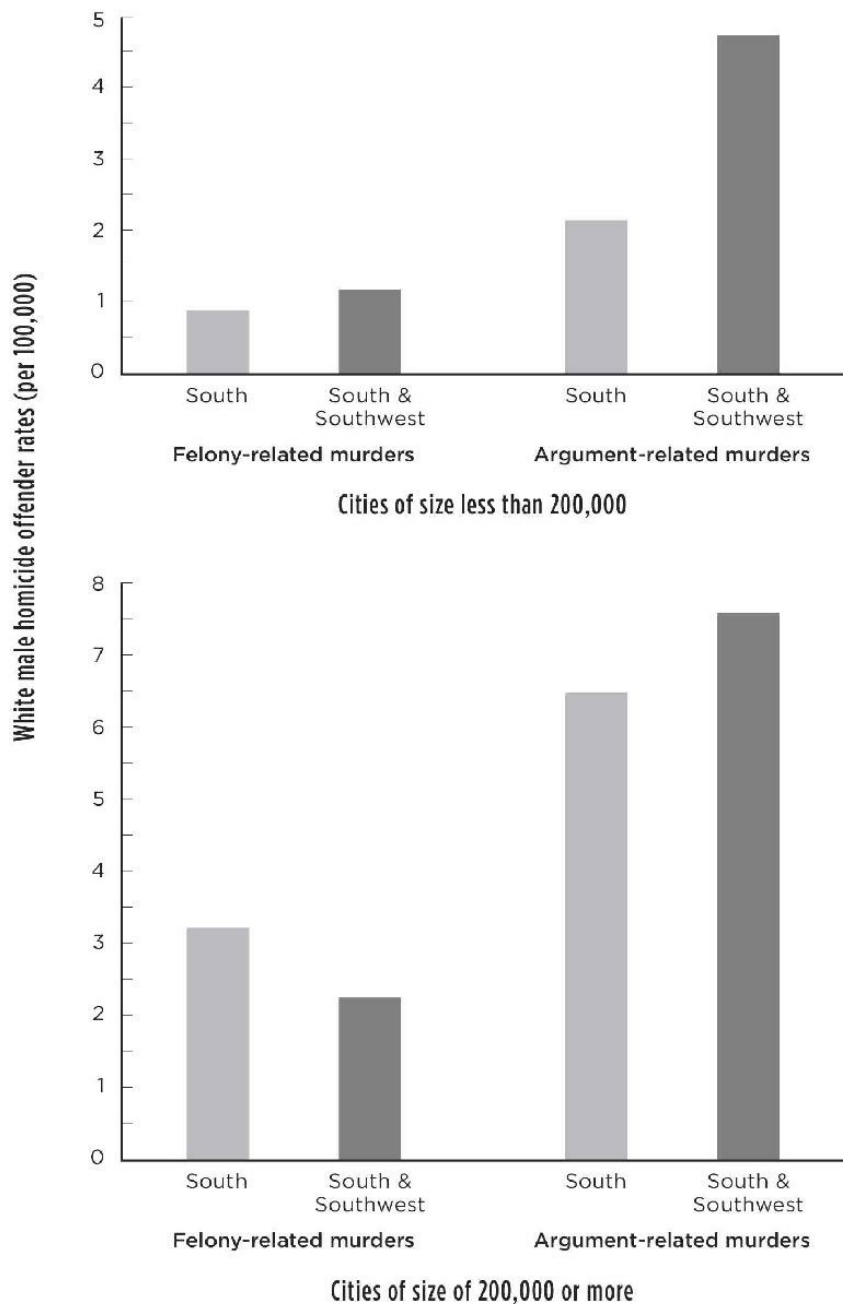 White male homicide offender rates (per 100,000)
5
4
3
2
1
0
South
South &
Southwest
South
South &
Southwest
Felony-related murders
Argument-related murders
Cities of size less than 200,000
8
7
6
5
4
3
2
1
0
South
South &
Southwest
South
South &
Southwest
Felony-related murders
Argument-related murders
Cities of size of 200,000 or more